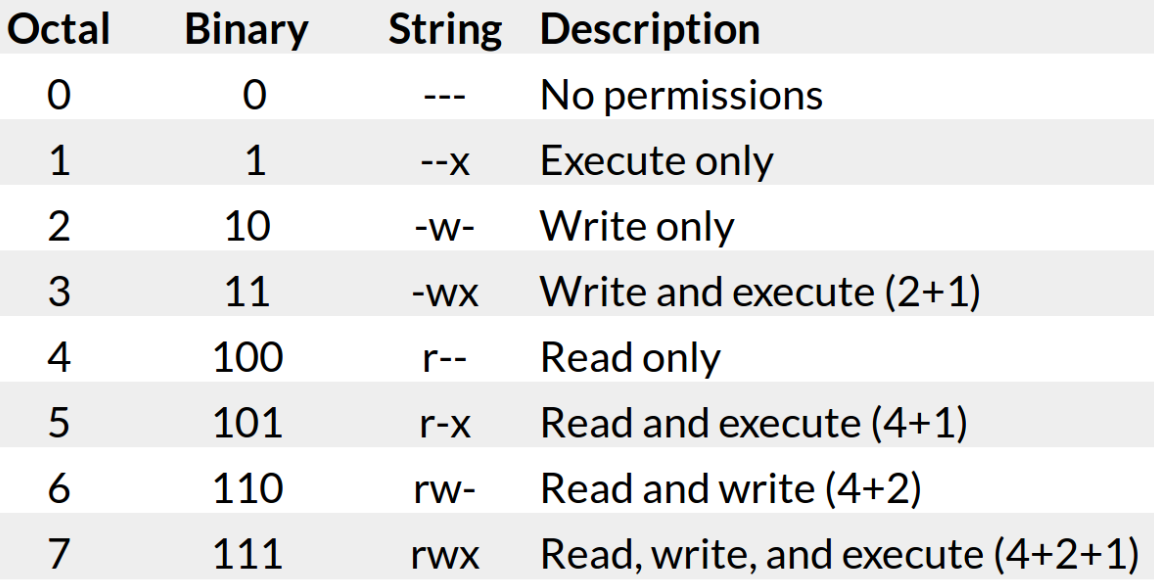 Octal Binary String Description
0 0 --- No permissions
1 1 --x Execute only
2 10 -w- Write only
3 11 -wx Write and execute (2+1)
4 100 r-- Read only
5 101 r-x Read and execute (4+1)
6 110 rw- Read and write (4+2)
7 111 rwx Read, write, and execute (4+2+1)